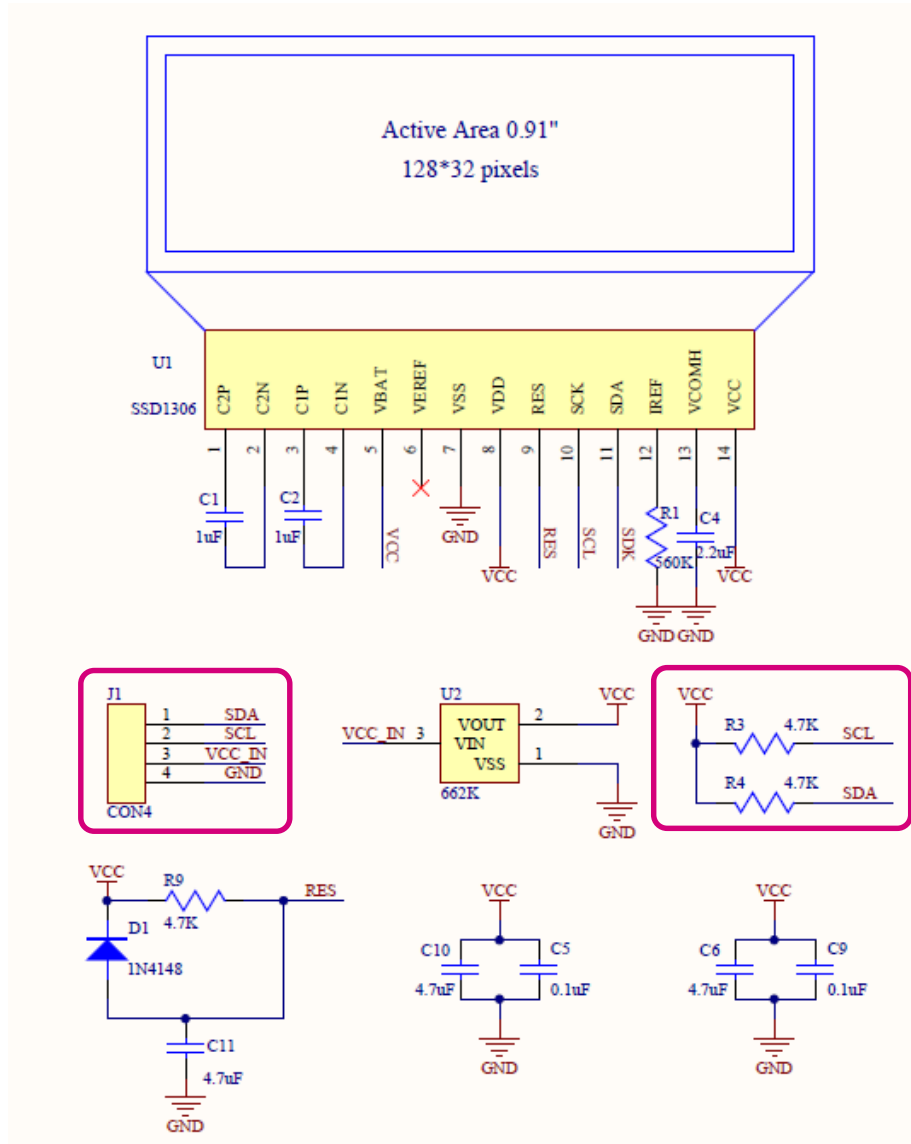 Active Area 0.91"
128*32 pixels
U1
SSD1306
C2P
C2N
C1P
C1N
VBAT
VEREF
VSS
VDD
RES
SCK
SDA
IREF
VCOMH
VCC
1
2
3
4
5
6
7
8
9
10
11
12
13
14
C1
1uF
C2
1uF
VCC
GND
VCC
RES
SCL
SDK
R1
560K
C4
2.2uF
VCC
GND
GND
J1
1 SDA
2 SCL
3 VCC_IN
4 GND
CON4
U2
VCC_IN 3
VOUT
VIN
VSS
2
1
662K
VCC
GND
VCC
R3 4.7K SCL
R4 4.7K SDA
VCC
R9
4.7K
RES
D1
1N4148
C11
4.7uF
GND
VCC
C10
4.7uF
C5
0.1uF
GND
VCC
C6
4.7uF
C9
0.1uF
GND